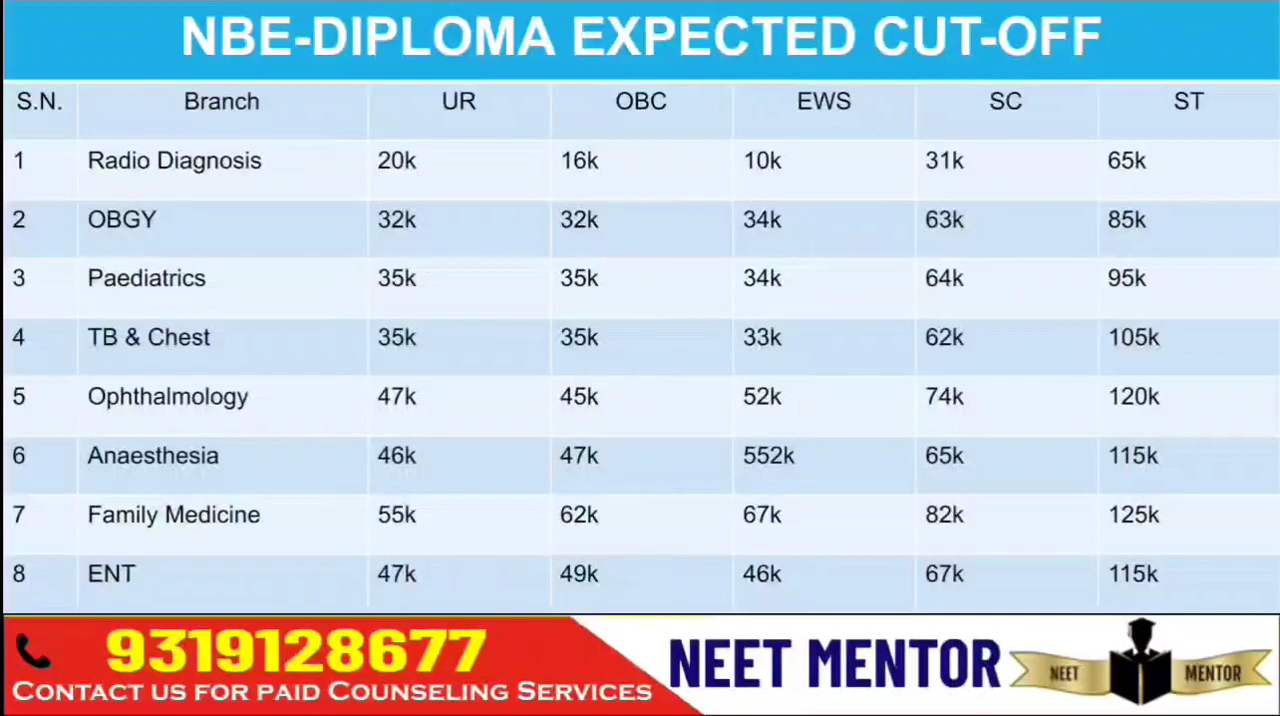 NBE-DIPLOMA EXPECTED CUT-OFF
S.N. Branch UR OBC EWS SC ST
1 Radio Diagnosis 20k 16k 10k 31k 65k
2 OBGY 32k 32k 34k 63k 85k
3 Paediatrics 35k 35k 34k 64k 95k
4 TB & Chest 35k 35k 33k 62k 105k
5 Ophthalmology 47k 45k 52k 74k 120k
6 Anaesthesia 46k 47k 552k 65k 115k
7 Family Medicine 55k 62k 67k 82k 125k
8 ENT 47k 49k 46k 67k 115k
9319128677
CONTACT US FOR PAID COUNSELING SERVICES
NEET MENTOR
NEET MENTOR